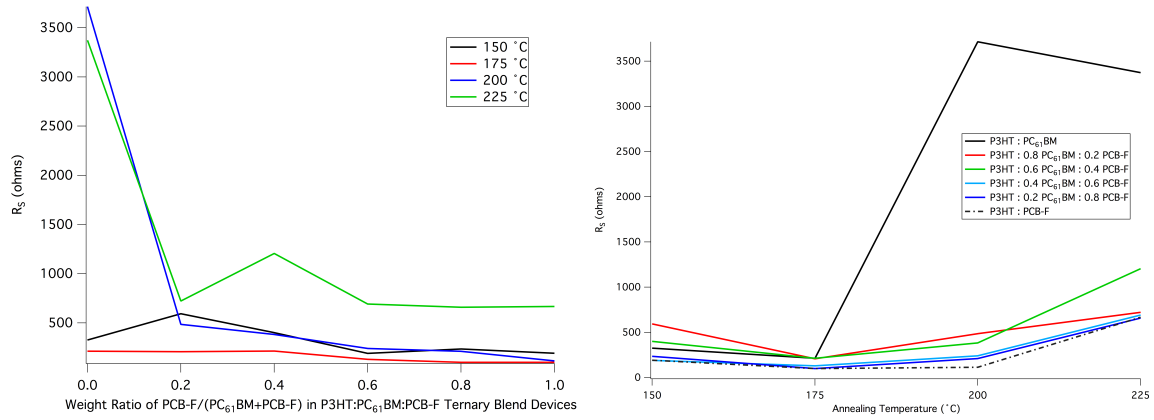 3500
3000
2500
2000
1500
1000
500
R_S (ohms)
150 ˚C
175 ˚C
200 ˚C
225 ˚C
0.0 0.2 0.4 0.6 0.8 1.0
Weight Ratio of PCB-F/(PC61BM+PCB-F) in P3HT:PC61BM:PCB-F Ternary Blend Devices
3500
3000
2500
2000
1500
1000
500
0
R_S (ohms)
P3HT : PC61BM
P3HT : 0.8 PC61BM : 0.2 PCB-F
P3HT : 0.6 PC61BM : 0.4 PCB-F
P3HT : 0.4 PC61BM : 0.6 PCB-F
P3HT : 0.2 PC61BM : 0.8 PCB-F
P3HT : PCB-F
150 175 200 225
Annealing Temperature (˚C)